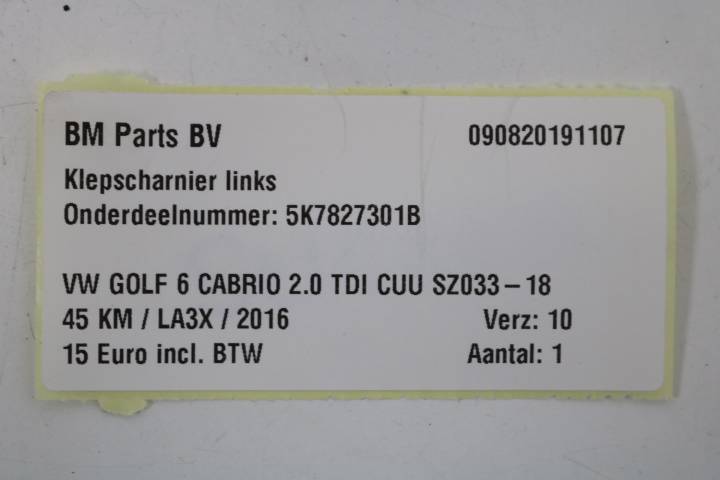 BM Parts BV 090820191107
Klepscharnier links
Onderdeelnummer: 5K7827301B
VW GOLF 6 CABRIO 2.0 TDI CUU SZ033-18
45 KM / LA3X / 2016 Verz: 10
15 Euro incl. BTW Aantal: 1